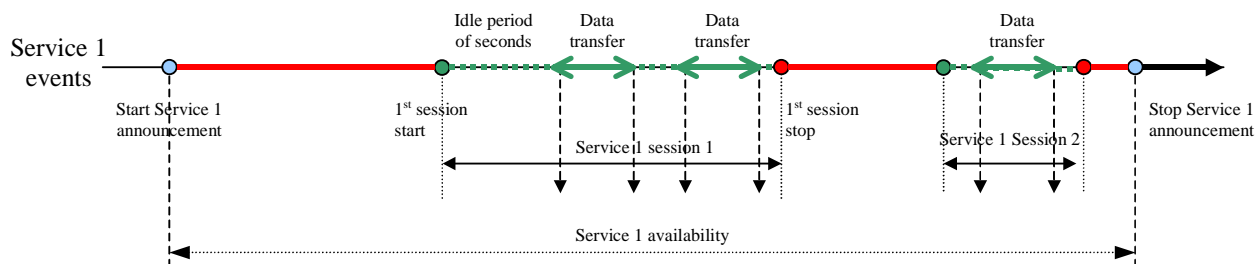 Idle period
of seconds
Data
transfer
Data
transfer
Data
transfer
Service 1
events
Start Service 1
announcement
1st session
start
1st session
stop
Stop Service 1
announcement
Service 1 session 1
Service 1 Session 2
Service 1 availability